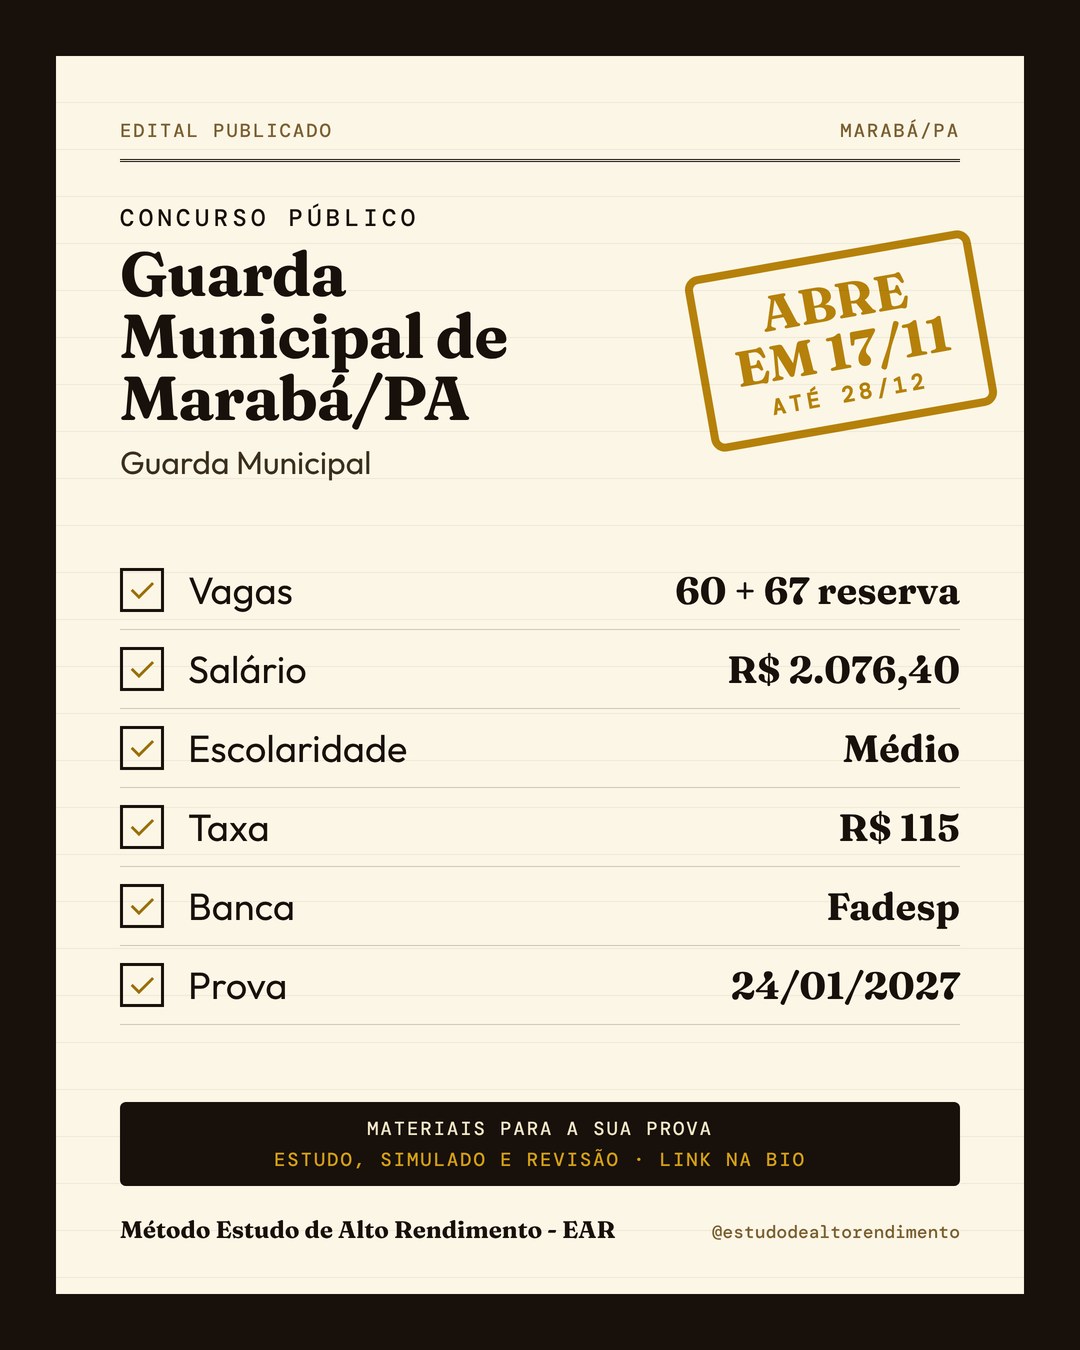 EDITAL PUBLICADO
MARABÁ/PA
CONCURSO PÚBLICO
Guarda
Municipal de
Marabá/PA
Guarda Municipal
ABRE
EM 17/11
ATÉ 28/12
Vagas
60 + 67 reserva
Salário
R$ 2.076,40
Escolaridade
Médio
Taxa
R$ 115
Banca
Fadesp
Prova
24/01/2027
MATERIAIS PARA A SUA PROVA
ESTUDO, SIMULADO E REVISÃO · LINK NA BIO
Método Estudo de Alto Rendimento - EAR
@estudodealtorendimento